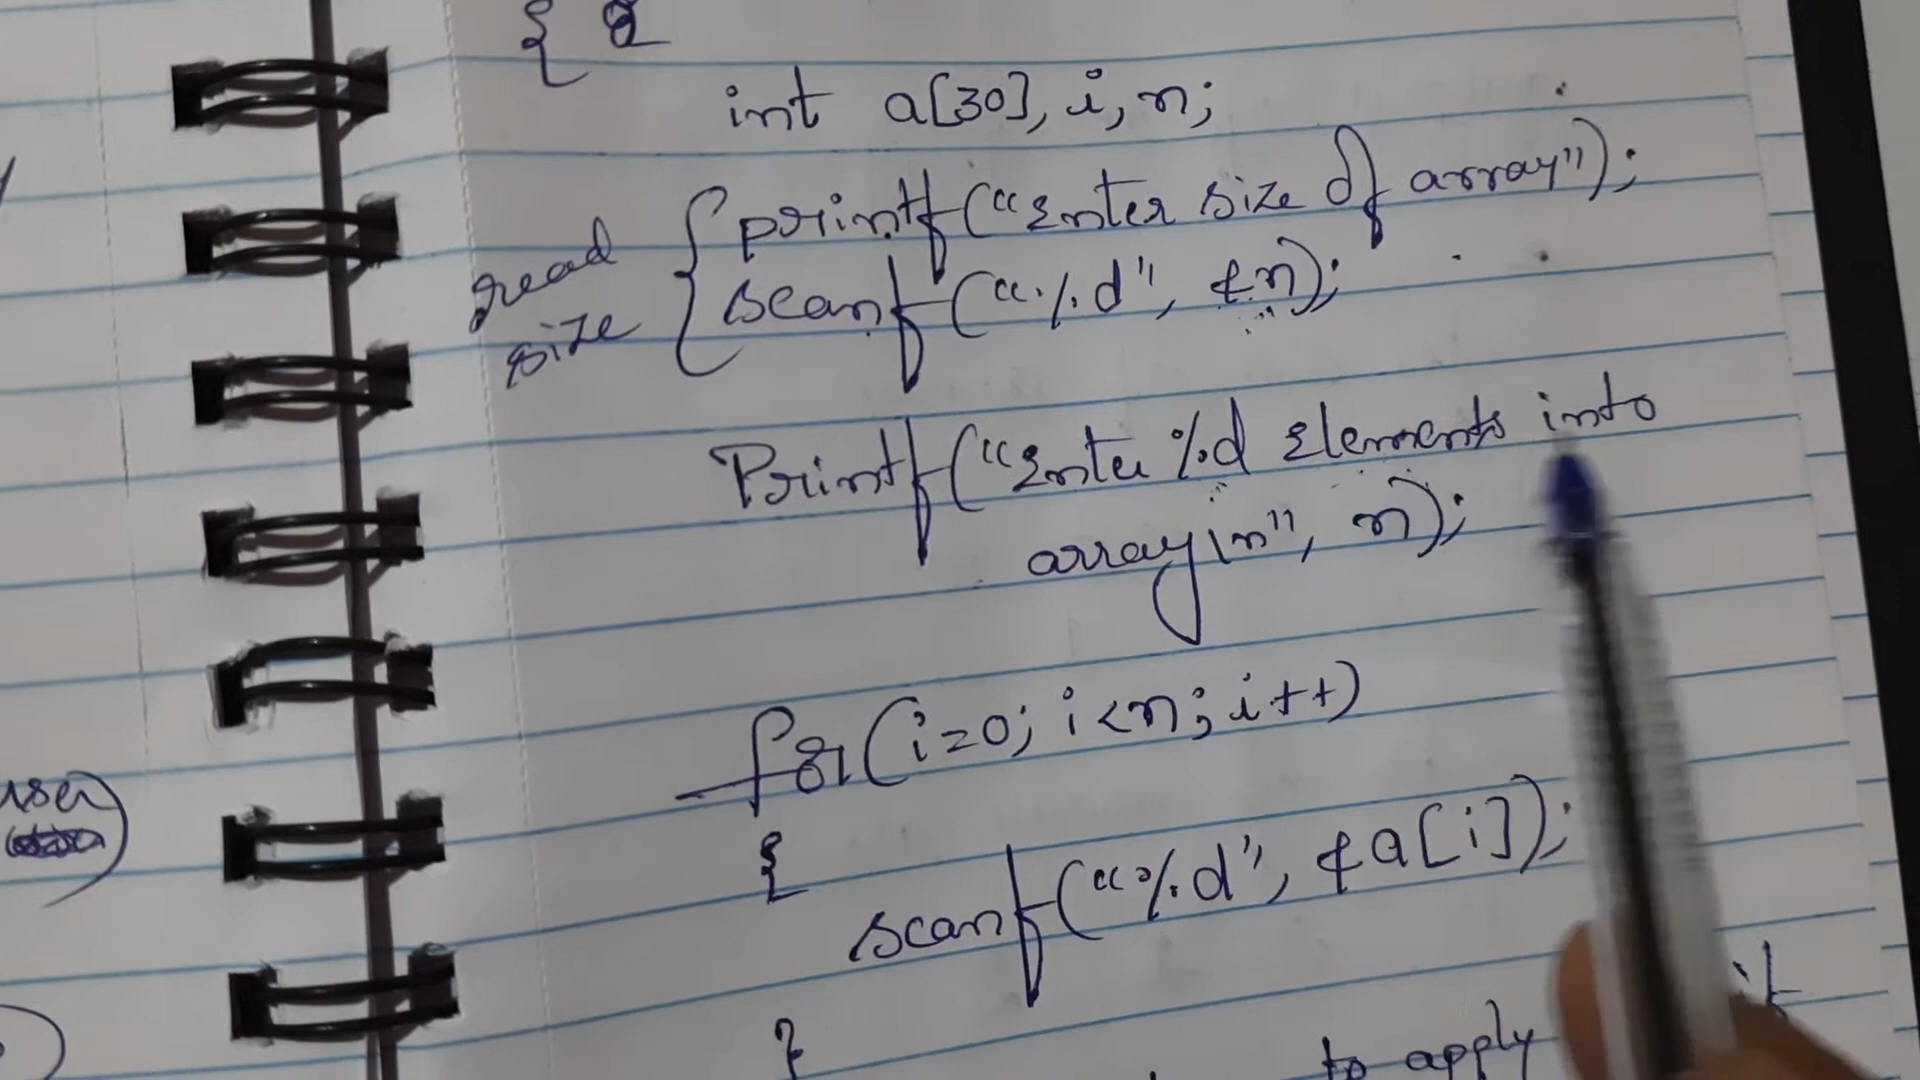 {
int a[30], i, n;
read size
{ printf("Enter size of array");
scanf("%d", &n);
Printf("Enter %d Elements into
array\n", n);
for(i=0; i<n; i++)
{
scanf("%d", &a[i]);
}
to apply
user